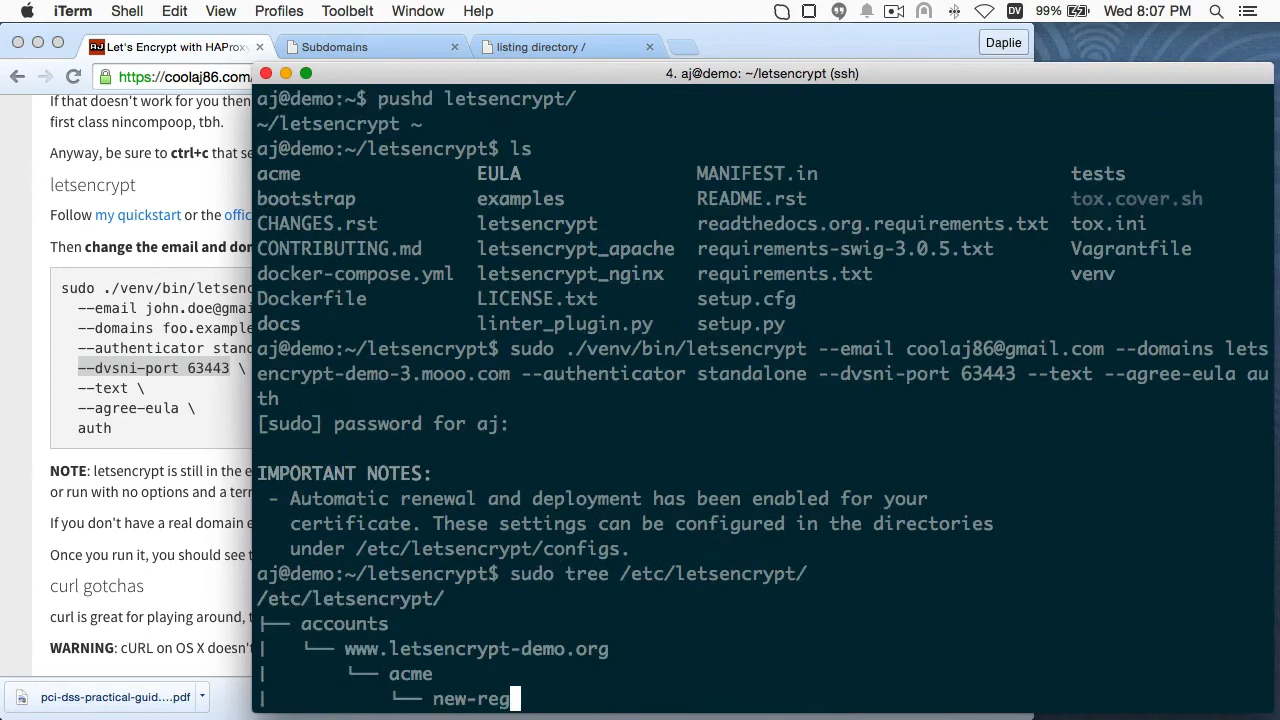 iTerm Shell Edit View Profiles Toolbelt Window Help 99% Wed 8:07 PM
Let's Encrypt with HAProxy Subdomains listing directory / Daplie
https://coolaj86.com/
4. aj@demo: ~/letsencrypt (ssh)
If that doesn't work for you then
first class nincompoop, tbh.
Anyway, be sure to ctrl+c that se
letsencrypt
Follow my quickstart or the offic
Then change the email and dor
sudo ./venv/bin/letsenc
--email john.doe@gmai
--domains foo.example
--authenticator stand
--dvsni-port 63443 \
--text \
--agree-eula \
auth
NOTE: letsencrypt is still in the e
or run with no options and a terr
If you don't have a real domain e
Once you run it, you should see t
curl gotchas
curl is great for playing around, t
WARNING: cURL on OS X doesn'
pci-dss-practical-guid....pdf
aj@demo:~$ pushd letsencrypt/
~/letsencrypt ~
aj@demo:~/letsencrypt$ ls
acme EULA MANIFEST.in tests
bootstrap examples README.rst tox.cover.sh
CHANGES.rst letsencrypt readthedocs.org.requirements.txt tox.ini
CONTRIBUTING.md letsencrypt_apache requirements-swig-3.0.5.txt Vagrantfile
docker-compose.yml letsencrypt_nginx requirements.txt venv
Dockerfile LICENSE.txt setup.cfg
docs linter_plugin.py setup.py
aj@demo:~/letsencrypt$ sudo ./venv/bin/letsencrypt --email coolaj86@gmail.com --domains lets
encrypt-demo-3.mooo.com --authenticator standalone --dvsni-port 63443 --text --agree-eula au
th
[sudo] password for aj:
IMPORTANT NOTES:
- Automatic renewal and deployment has been enabled for your
certificate. These settings can be configured in the directories
under /etc/letsencrypt/configs.
aj@demo:~/letsencrypt$ sudo tree /etc/letsencrypt/
/etc/letsencrypt/
├── accounts
│   └── www.letsencrypt-demo.org
│       └── acme
│           └── new-reg